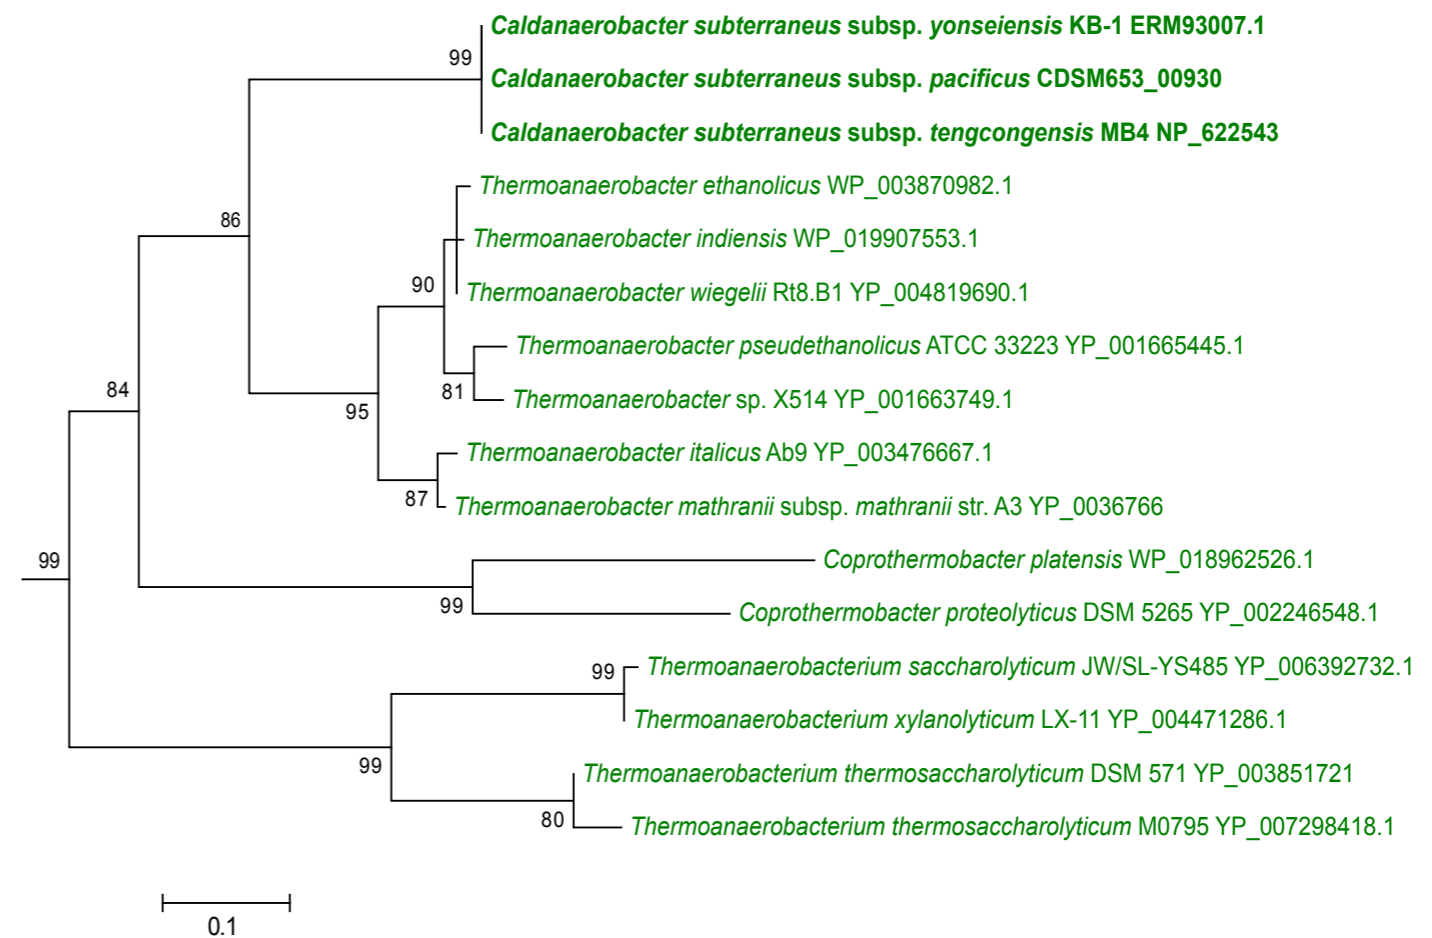 Caldanaerobacter subterraneus subsp. yonseiensis KB-1 ERM93007.1
99
Caldanaerobacter subterraneus subsp. pacificus CDSM653_00930
Caldanaerobacter subterraneus subsp. tengcongensis MB4 NP_622543
Thermoanaerobacter ethanolicus WP_003870982.1
86
Thermoanaerobacter indiensis WP_019907553.1
90
Thermoanaerobacter wiegelii Rt8.B1 YP_004819690.1
Thermoanaerobacter pseudethanolicus ATCC 33223 YP_001665445.1
84
81
Thermoanaerobacter sp. X514 YP_001663749.1
95
Thermoanaerobacter italicus Ab9 YP_003476667.1
87
Thermoanaerobacter mathranii subsp. mathranii str. A3 YP_0036766
99
Coprothermobacter platensis WP_018962526.1
99
Coprothermobacter proteolyticus DSM 5265 YP_002246548.1
99
Thermoanaerobacterium saccharolyticum JW/SL-YS485 YP_006392732.1
Thermoanaerobacterium xylanolyticum LX-11 YP_004471286.1
99
Thermoanaerobacterium thermosaccharolyticum DSM 571 YP_003851721
80
Thermoanaerobacterium thermosaccharolyticum M0795 YP_007298418.1
0.1